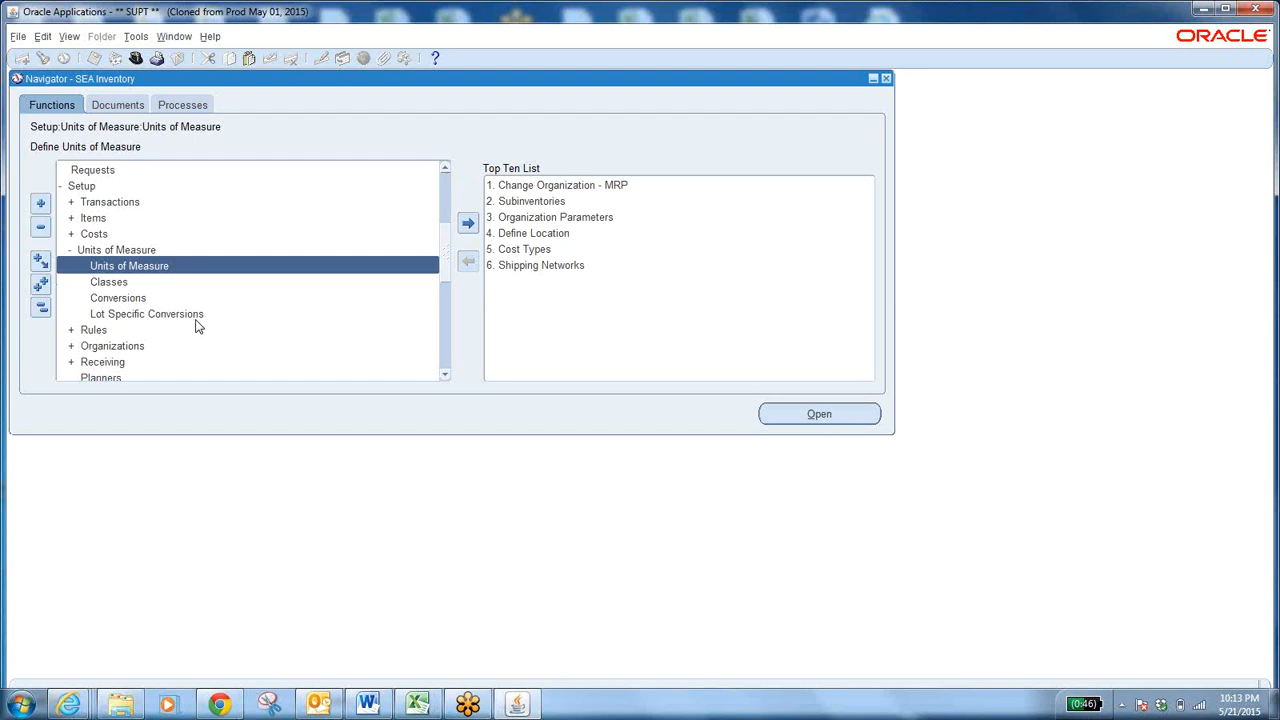 Oracle Applications - ** SUPT ** (Cloned from Prod May 01, 2015)
File Edit View Folder Tools Window Help
ORACLE
Navigator - SEA Inventory
Functions Documents Processes
Setup:Units of Measure:Units of Measure
Define Units of Measure
Requests
- Setup
+ Transactions
+ Items
+ Costs
- Units of Measure
Units of Measure
Classes
Conversions
Lot Specific Conversions
+ Rules
+ Organizations
+ Receiving
Planners
Top Ten List
1. Change Organization - MRP
2. Subinventories
3. Organization Parameters
4. Define Location
5. Cost Types
6. Shipping Networks
Open
(0:46)
10:13 PM
5/21/2015